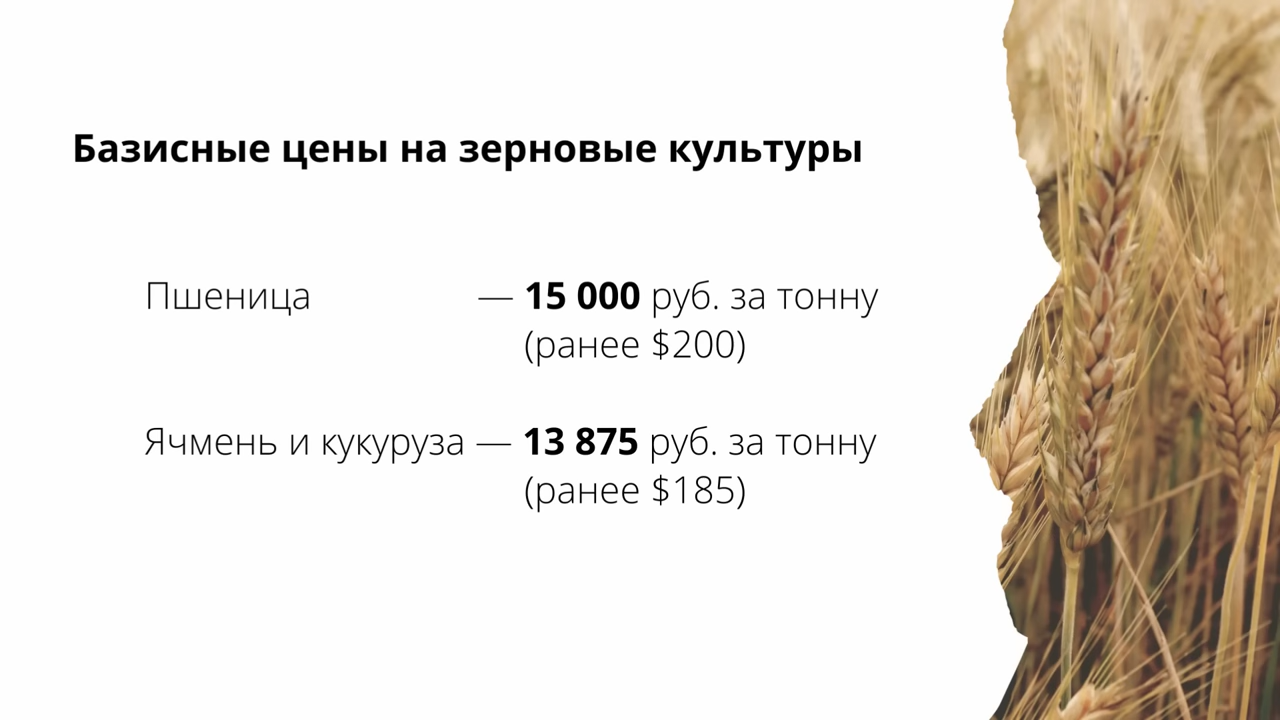 Базисные цены на зерновые культуры
Пшеница — 15 000 руб. за тонну
(ранее $200)
Ячмень и кукуруза — 13 875 руб. за тонну
(ранее $185)